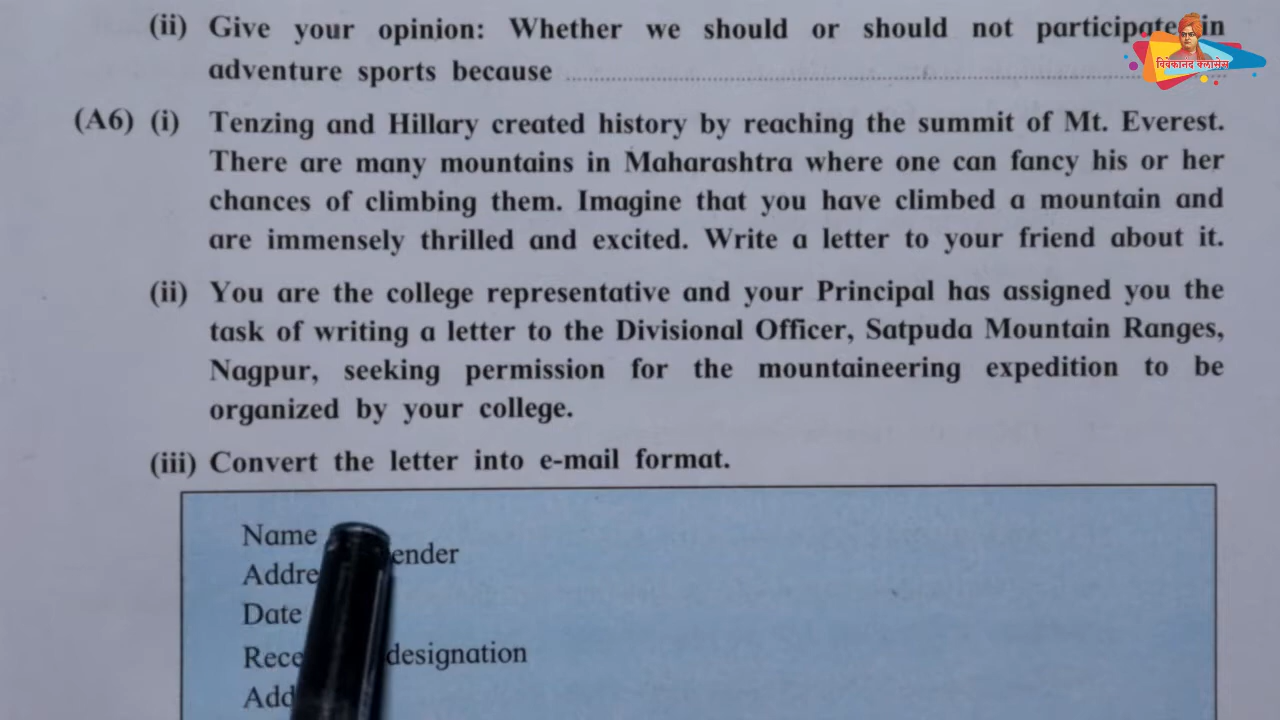 (ii) Give your opinion: Whether we should or should not participate in
adventure sports because
विवेकानंद क्लासेस
(A6) (i) Tenzing and Hillary created history by reaching the summit of Mt. Everest.
There are many mountains in Maharashtra where one can fancy his or her
chances of climbing them. Imagine that you have climbed a mountain and
are immensely thrilled and excited. Write a letter to your friend about it.
(ii) You are the college representative and your Principal has assigned you the
task of writing a letter to the Divisional Officer, Satpuda Mountain Ranges,
Nagpur, seeking permission for the mountaineering expedition to be
organized by your college.
(iii) Convert the letter into e-mail format.
Name
Date
designation